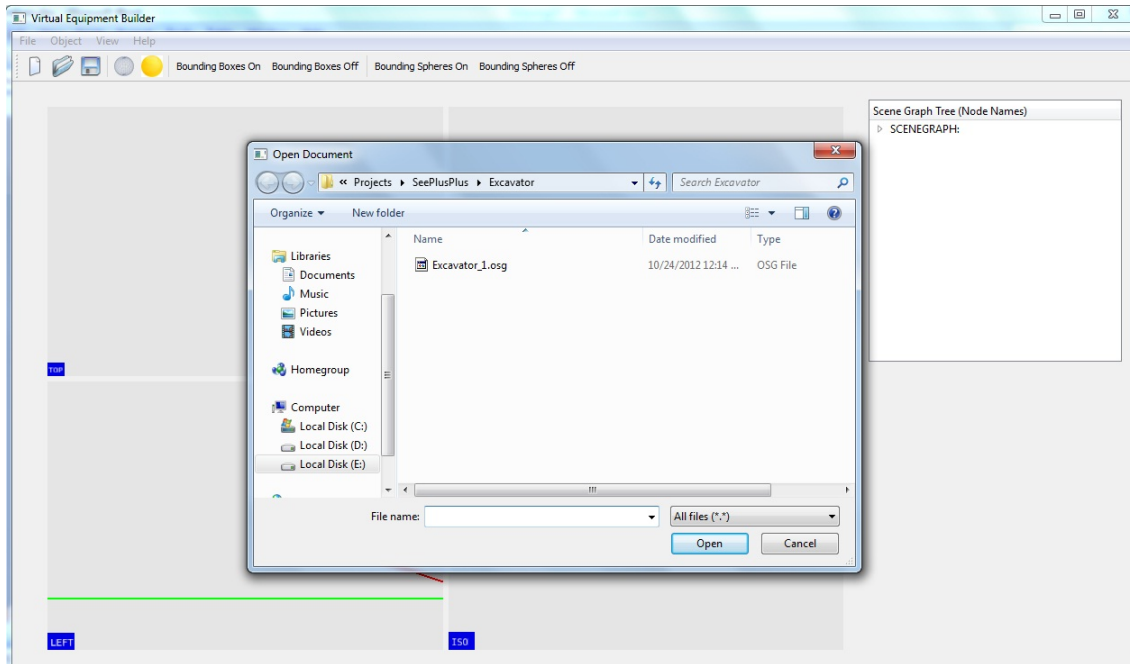 Virtual Equipment Builder
File Object View Help
Bounding Boxes On Bounding Boxes Off Bounding Spheres On Bounding Spheres Off
Scene Graph Tree (Node Names)
SCENEGRAPH:
Open Document
« Projects SeePlusPlus Excavator Search Excavator
Organize New folder
Name Date modified Type
Excavator_1.osg 10/24/2012 12:14 ... OSG File
Libraries
Documents
Music
Pictures
Videos
Homegroup
Computer
Local Disk (C:)
Local Disk (D:)
Local Disk (E:)
File name: All files (*.*)
Open Cancel
TOP
LEFT
ISO